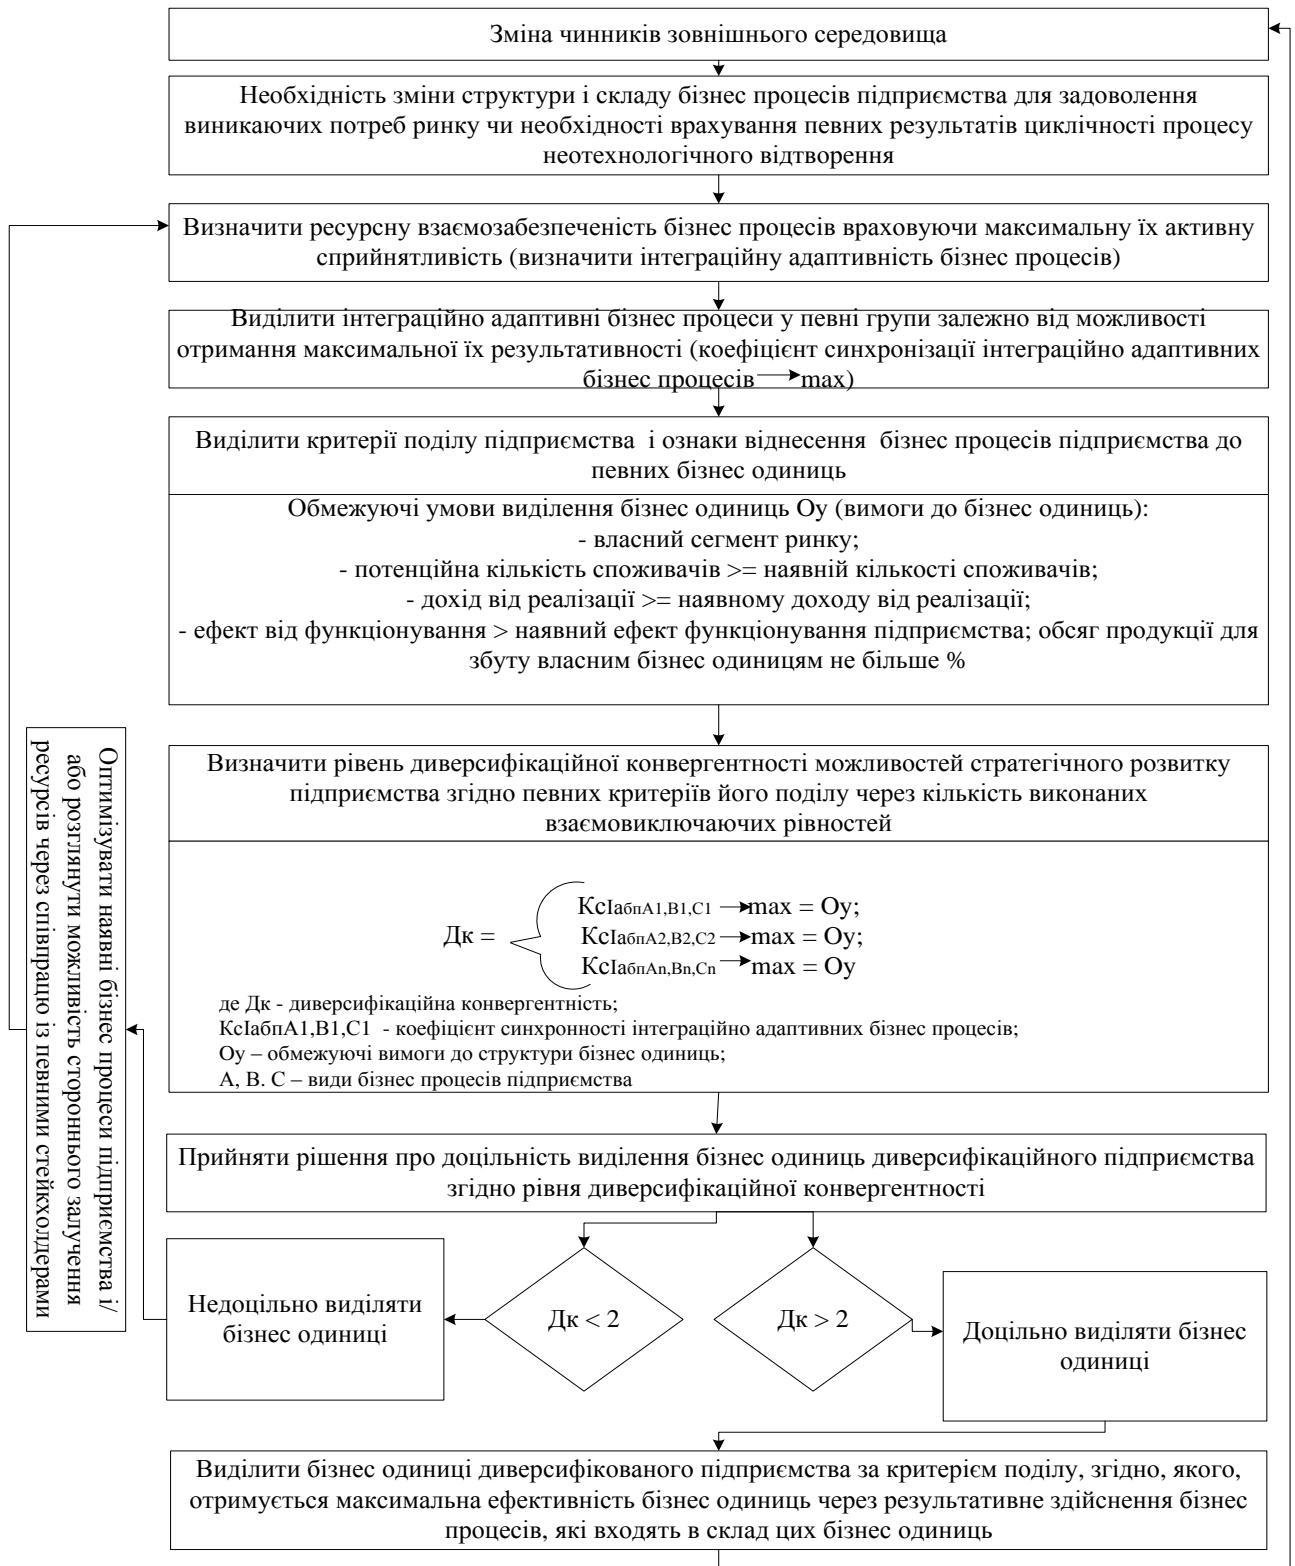 Зміна чинників зовнішнього середовища
Необхідність зміни структури і складу бізнес процесів підприємства для задоволення
виникаючих потреб ринку чи необхідності врахування певних результатів циклічності процесу
неотехнологічного відтворення
Визначити ресурсну взаємозабезпеченість бізнес процесів враховуючи максимальну їх активну
сприйнятливість (визначити інтеграційну адаптивність бізнес процесів)
Виділити інтеграційно адаптивні бізнес процеси у певні групи залежно від можливості
отримання максимальної їх результативності (коефіцієнт синхронізації інтеграційно адаптивних
бізнес процесів → max)
Виділити критерії поділу підприємства і ознаки віднесення бізнес процесів підприємства до
певних бізнес одиниць
Обмежуючі умови виділення бізнес одиниць Оу (вимоги до бізнес одиниць):
- власний сегмент ринку;
- потенційна кількість споживачів >= наявній кількості споживачів;
- дохід від реалізації >= наявному доходу від реалізації;
- ефект від функціонування > наявний ефект функціонування підприємства; обсяг продукції для
збуту власним бізнес одиницям не більше %
Визначити рівень диверсифікаційної конвергентності можливостей стратегічного розвитку
підприємства згідно певних критеріїв його поділу через кількість виконаних
взаємовиключаючих рівностей
КсІабпА1,В1,С1 → max = Оу;
Дк = КсІабпА2,В2,С2 → max = Оу;
КсІабпАn,Вn,Сn → max = Оу
де Дк - диверсифікаційна конвергентність;
КсІабпА1,В1,С1 - коефіцієнт синхронності інтеграційно адаптивних бізнес процесів;
Оу – обмежуючі вимоги до структури бізнес одиниць;
А, В. С – види бізнес процесів підприємства
Оптимізувати наявні бізнес процеси підприємства і/
або розглянути можливість стороннього залучення
ресурсів через співпрацю із певними стейкхолдерами
Прийняти рішення про доцільність виділення бізнес одиниць диверсифікаційного підприємства
згідно рівня диверсифікаційної конвергентності
Недоцільно виділяти
бізнес одиниці
Дк < 2
Дк > 2
Доцільно виділяти бізнес
одиниці
Виділити бізнес одиниці диверсифікованого підприємства за критерієм поділу, згідно, якого,
отримується максимальна ефективність бізнес одиниць через результативне здійснення бізнес
процесів, які входять в склад цих бізнес одиниць